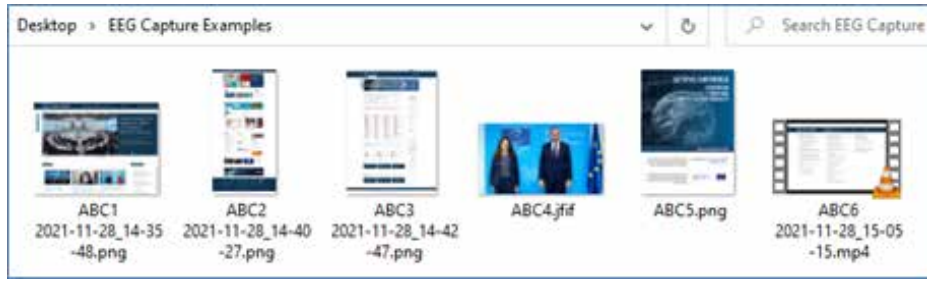 Desktop › EEG Capture Examples
Search EEG Capture
ABC1
2021-11-28_14-35
-48.png
ABC2
2021-11-28_14-40
-27.png
ABC3
2021-11-28_14-42
-47.png
ABC4.jfif
ABC5.png
ABC6
2021-11-28_15-05
-15.mp4